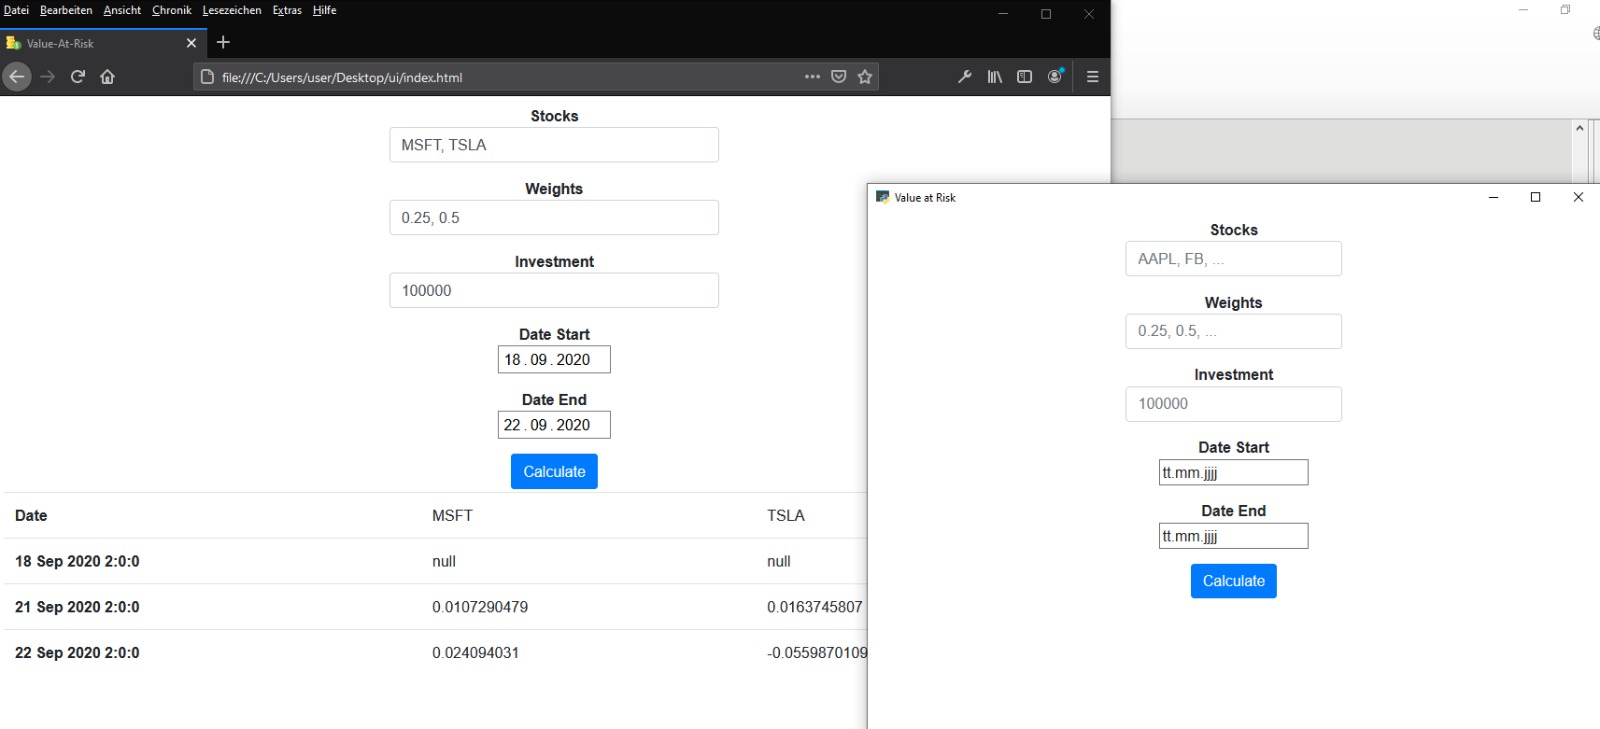 Datei Bearbeiten Ansicht Chronik Lesezeichen Extras Hilfe
Value-At-Risk
file:///C:/Users/user/Desktop/ui/index.html
Stocks
MSFT, TSLA
Weights
0.25, 0.5
Investment
100000
Date Start
18 . 09 . 2020
Date End
22 . 09 . 2020
Calculate
Date MSFT TSLA
18 Sep 2020 2:0:0 null null
21 Sep 2020 2:0:0 0.0107290479 0.0163745807
22 Sep 2020 2:0:0 0.024094031 -0.0559870109
Value at Risk
Stocks
AAPL, FB, ...
Weights
0.25, 0.5, ...
Investment
100000
Date Start
tt.mm.jjjj
Date End
tt.mm.jjjj
Calculate